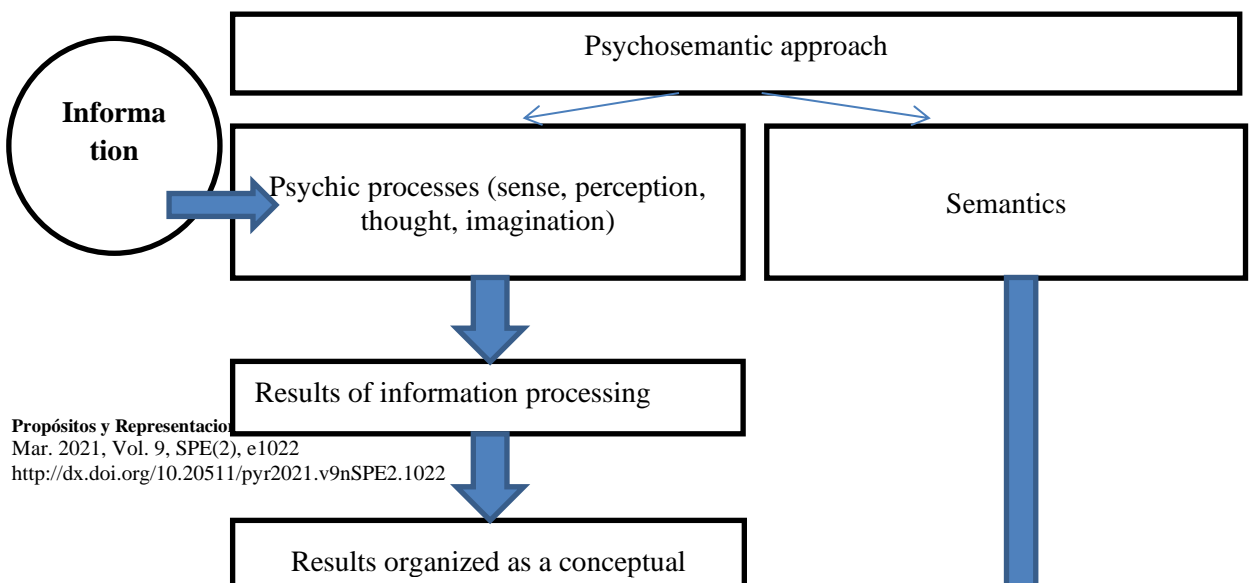 Psychosemantic approach
Informa
tion
Psychic processes (sense, perception,
thought, imagination)
Semantics
Results of information processing
Propósitos y Representacion
Mar. 2021, Vol. 9, SPE(2), e1022
http://dx.doi.org/10.20511/pyr2021.v9nSPE2.1022
Results organized as a conceptual